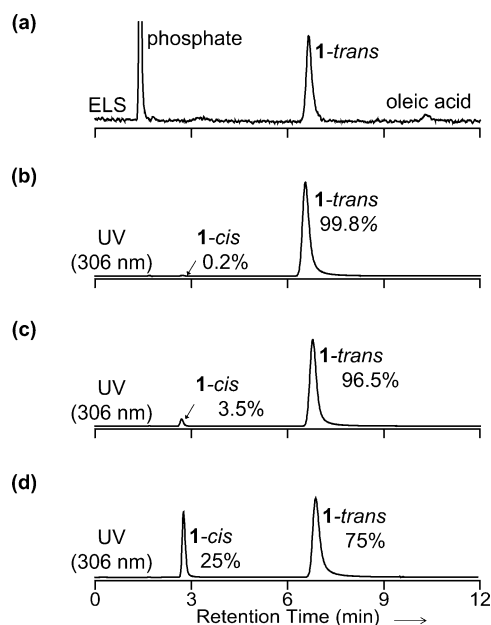 (a)
phosphate
1-trans
ELS
oleic acid
(b)
1-trans
99.8%
UV
(306 nm)
1-cis
0.2%
(c)
1-trans
96.5%
UV
(306 nm)
1-cis
3.5%
(d)
1-trans
75%
UV
(306 nm)
1-cis
25%
0 3 6 9 12
Retention Time (min)